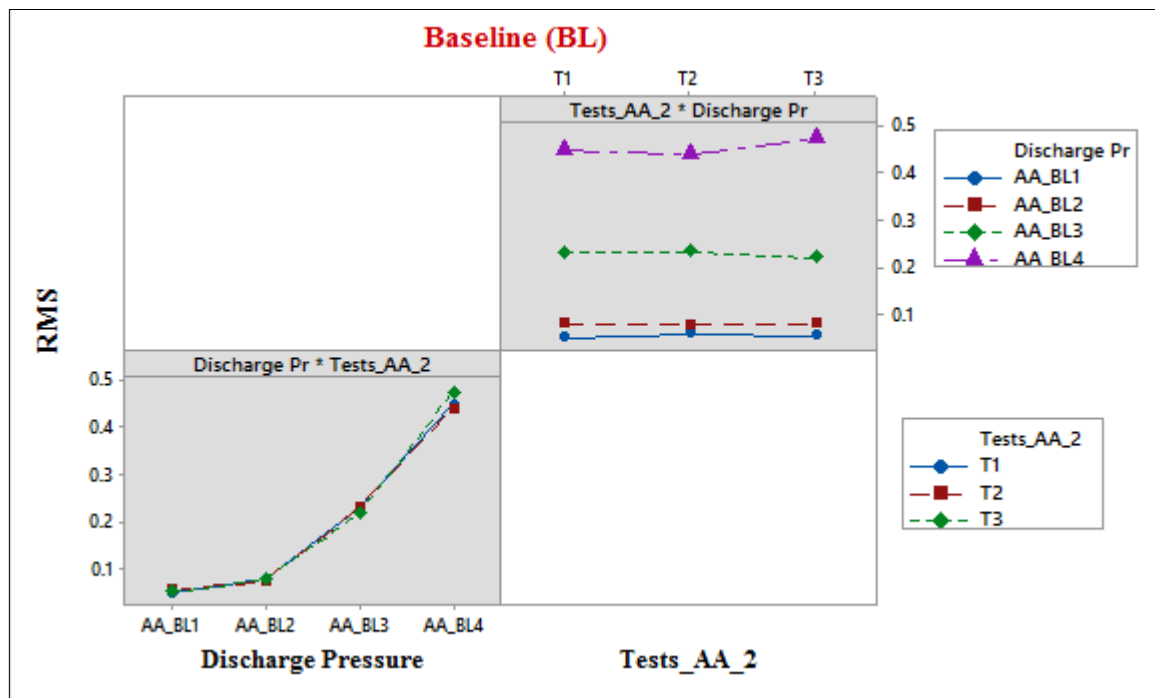 Baseline (BL)
T1 T2 T3
Tests_AA_2 * Discharge Pr
0.5
0.4
0.3
0.2
0.1
Discharge Pr
AA_BL1
AA_BL2
AA_BL3
AA_BL4
RMS
Discharge Pr * Tests_AA_2
0.5
0.4
0.3
0.2
0.1
AA_BL1 AA_BL2 AA_BL3 AA_BL4
Discharge Pressure
Tests_AA_2
Tests_AA_2
T1
T2
T3